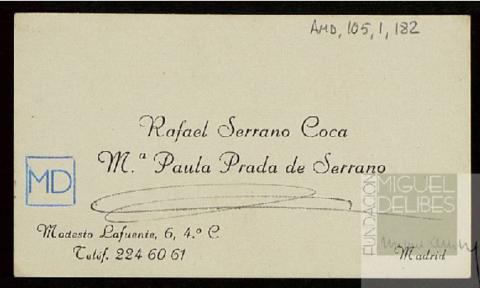 AMD, 105, 1, 182
Rafael Serrano Coca
M.ª Paula Prada de Serrano
MD
Modesto Lafuente, 6, 4.º C.
Teléf. 224 60 61
Madrid
FUNDACIÓN
MIGUEL
DELIBES